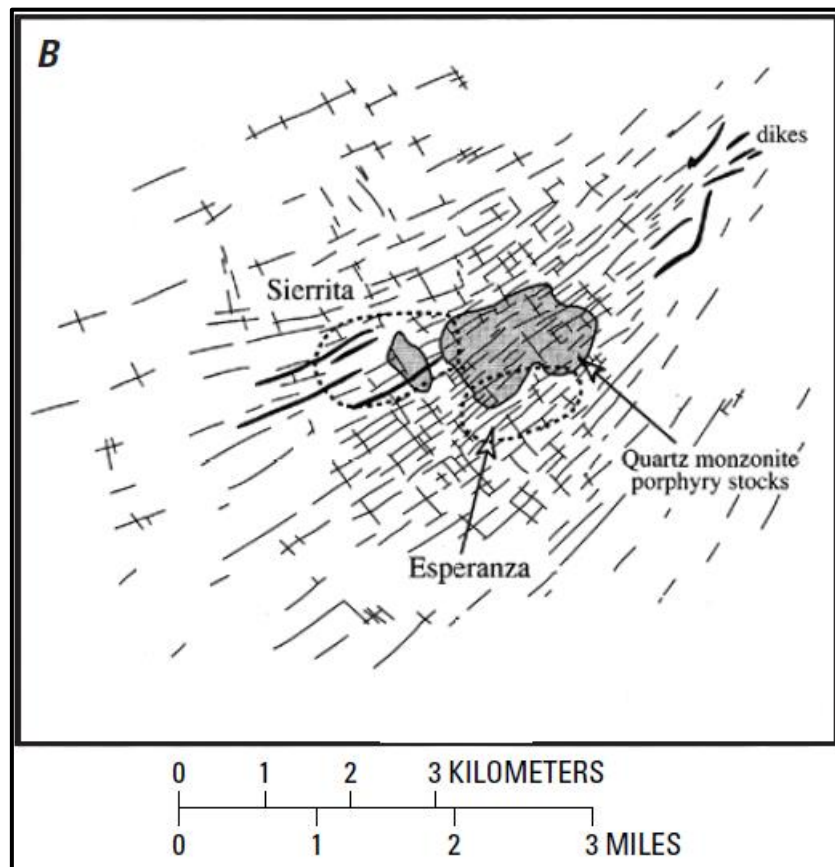 B
dikes
Sierrita
Quartz monzonite
porphyry stocks
Esperanza
0 1 2 3 KILOMETERS
0 1 2 3 MILES